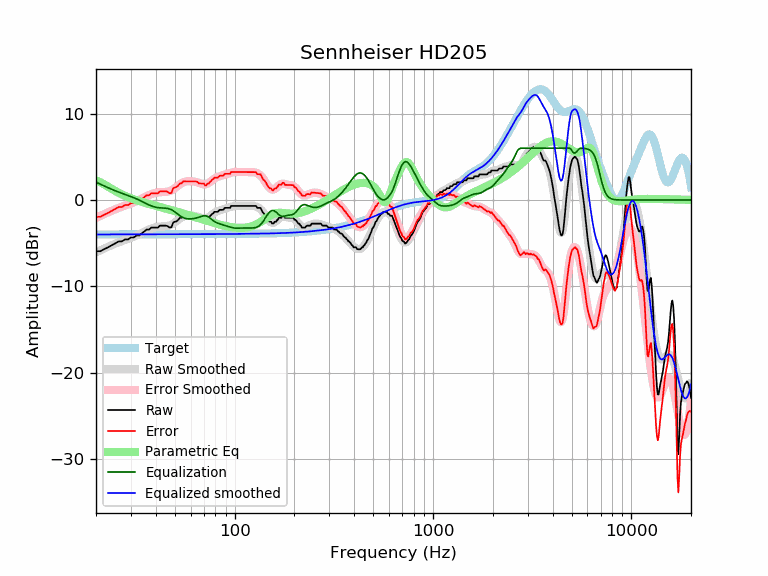 Sennheiser HD205
10
0
−10
−20
−30
Amplitude (dBr)
Target
Raw Smoothed
Error Smoothed
Raw
Error
Parametric Eq
Equalization
Equalized smoothed
100
1000
10000
Frequency (Hz)